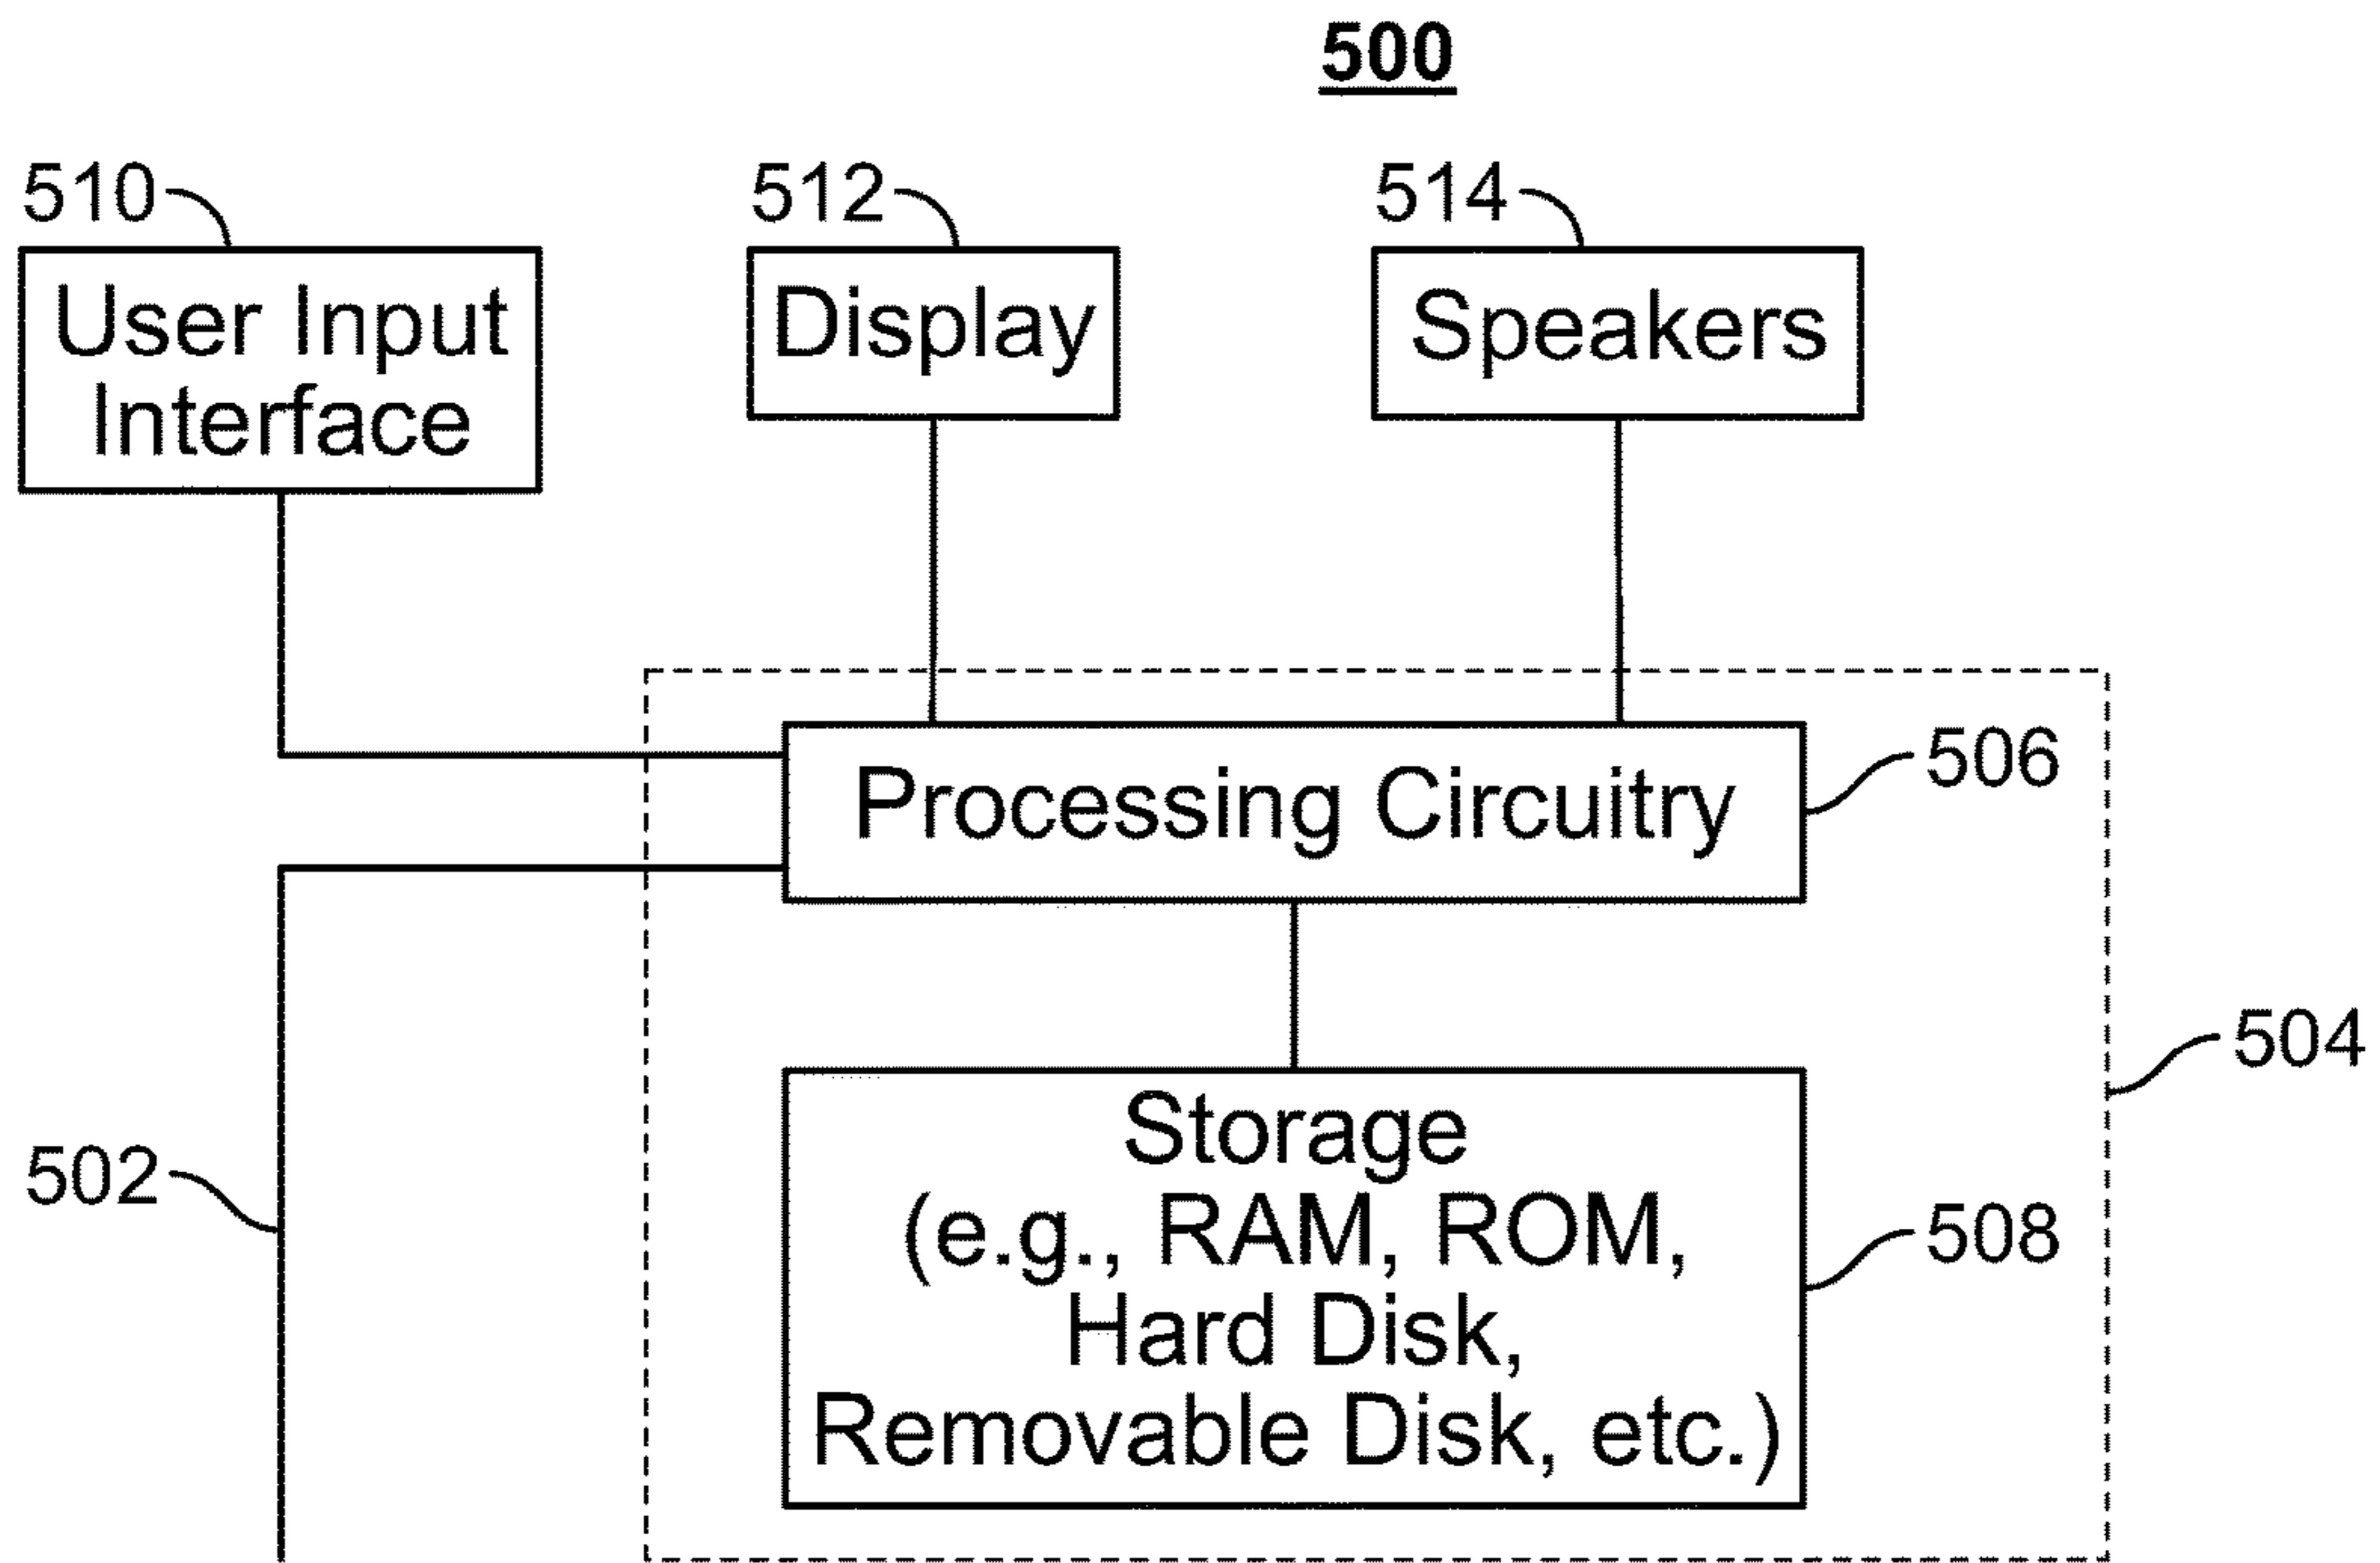 500
510
512
514
User Input
Interface
Display
Speakers
Processing Circuitry
506
504
502
Storage
(e.g., RAM, ROM,
Hard Disk,
Removable Disk, etc.)
508